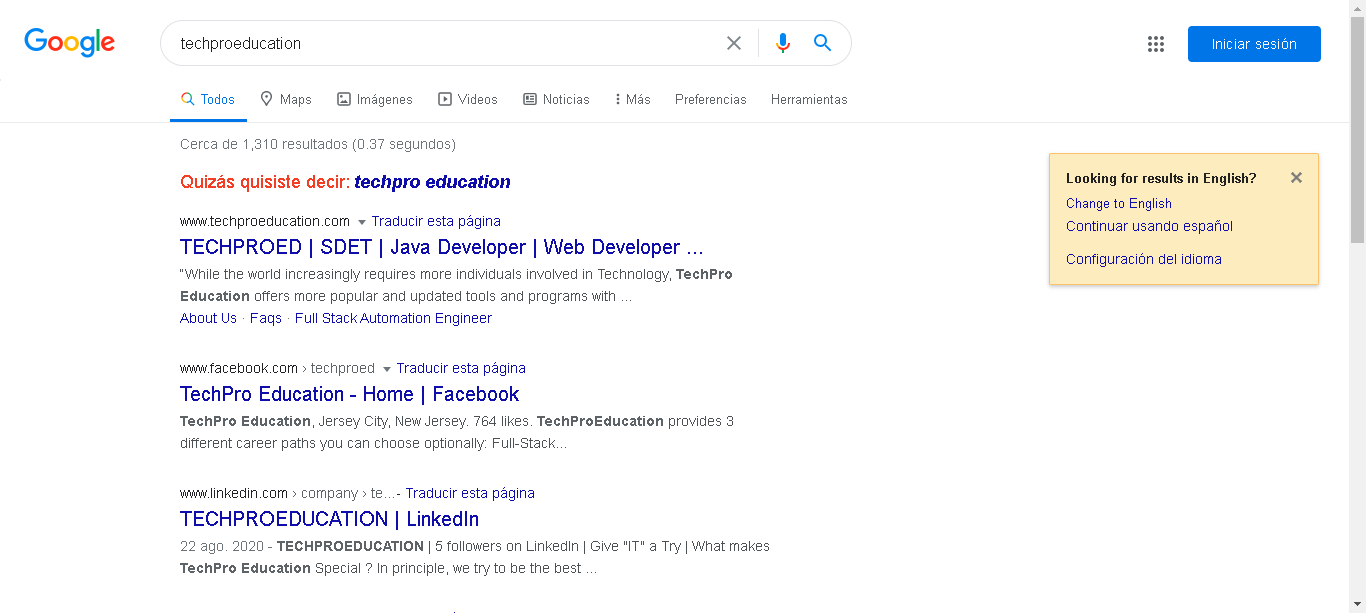 Google
techproeducation
Iniciar sesión
Todos Maps Imágenes Videos Noticias Más Preferencias Herramientas
Cerca de 1,310 resultados (0.37 segundos)
Quizás quisiste decir: techpro education
www.techproeducation.com Traducir esta página
TECHPROED | SDET | Java Developer | Web Developer ...
"While the world increasingly requires more individuals involved in Technology, TechPro
Education offers more popular and updated tools and programs with ...
About Us · Faqs · Full Stack Automation Engineer
www.facebook.com › techproed Traducir esta página
TechPro Education - Home | Facebook
TechPro Education, Jersey City, New Jersey. 764 likes. TechProEducation provides 3
different career paths you can choose optionally: Full-Stack...
www.linkedin.com › company › te...- Traducir esta página
TECHPROEDUCATION | LinkedIn
22 ago. 2020 - TECHPROEDUCATION | 5 followers on LinkedIn | Give "IT" a Try | What makes
TechPro Education Special ? In principle, we try to be the best ...
Looking for results in English?
Change to English
Continuar usando español
Configuración del idioma